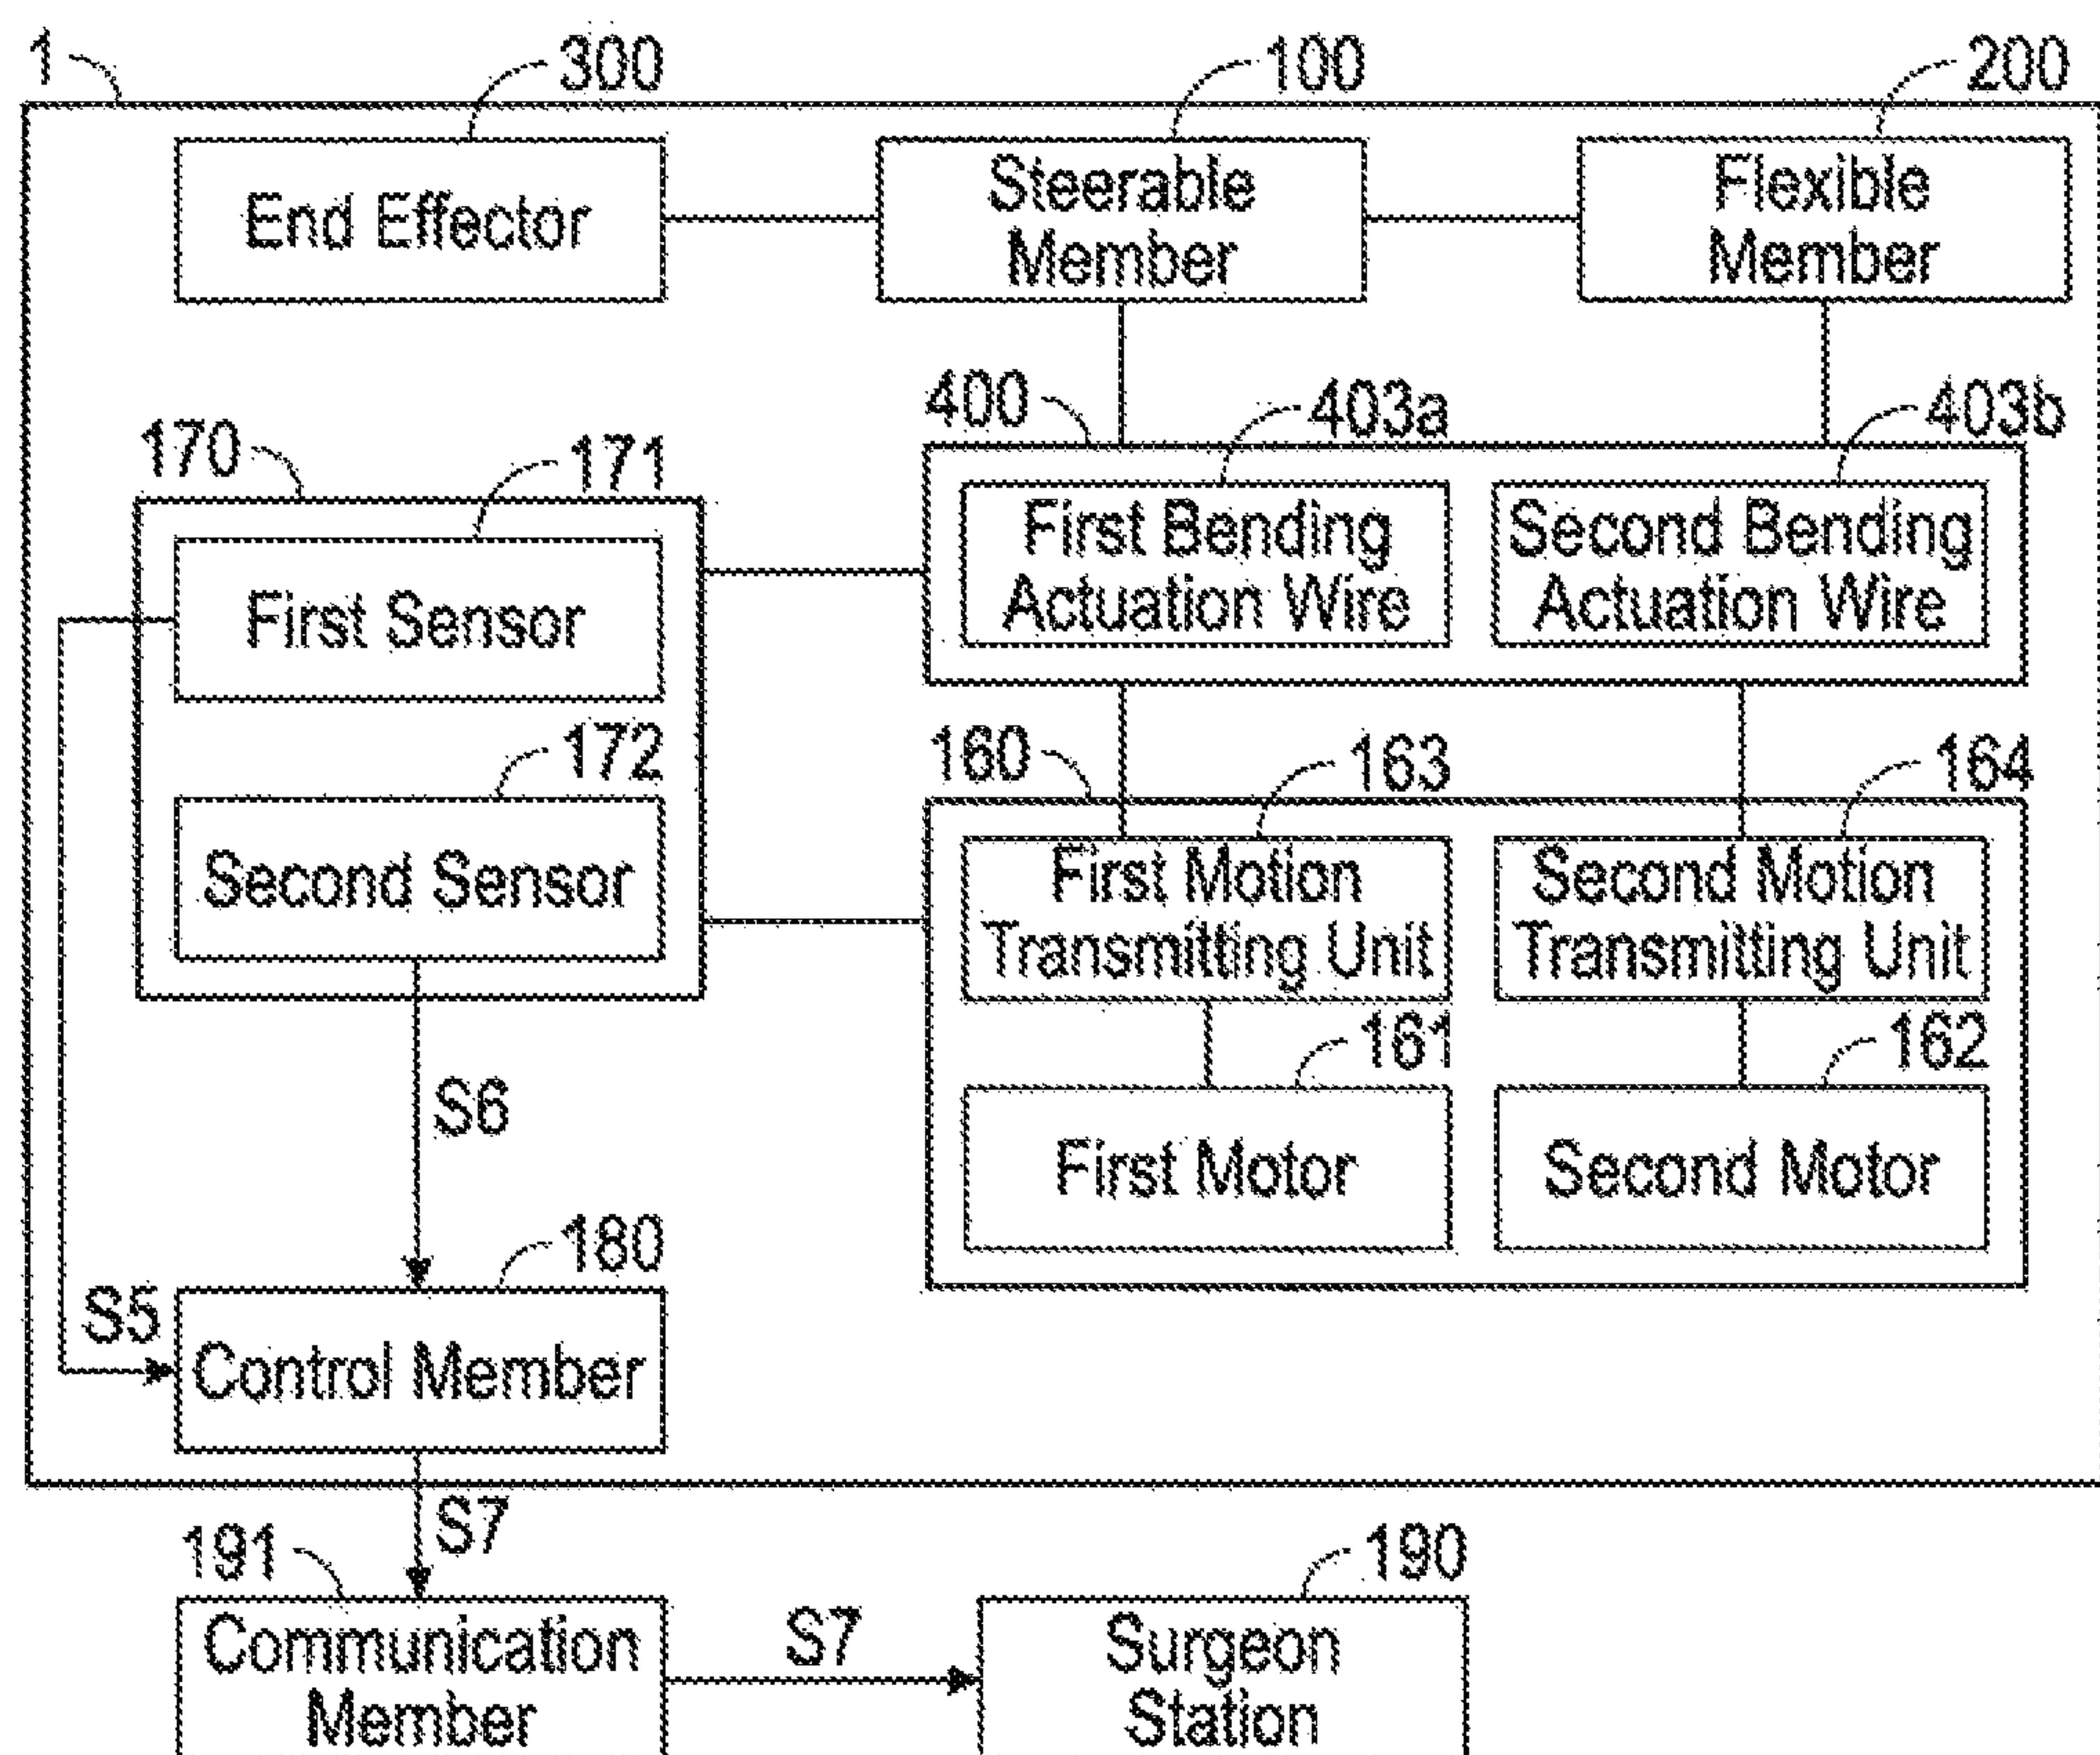 1
300
100
200
End Effector
Steerable
Member
Flexible
Member
400
403a
403b
170
171
First Sensor
First Bending
Actuation Wire
Second Bending
Actuation Wire
172
Second Sensor
160
163
164
First Motion
Transmitting Unit
Second Motion
Transmitting Unit
161
162
First Motor
Second Motor
S6
S5
180
Control Member
S7
191
190
Communication
Member
S7
Surgeon
Station